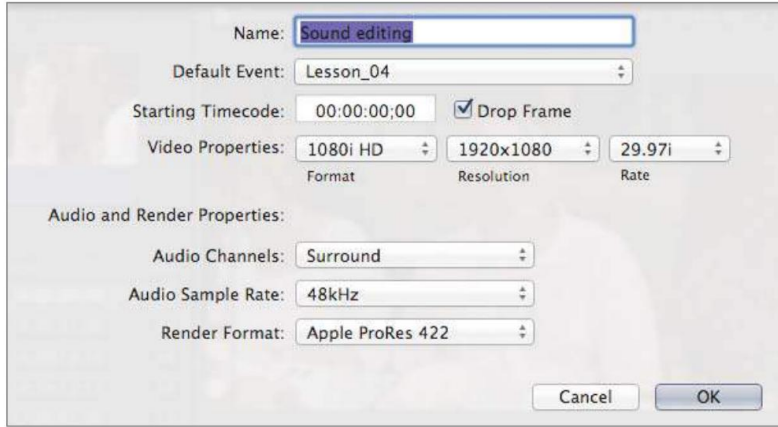 Name: Sound editing
Default Event: Lesson_04
Starting Timecode: 00:00:00;00 Drop Frame
Video Properties: 1080i HD 1920x1080 29.97i
Format Resolution Rate
Audio and Render Properties:
Audio Channels: Surround
Audio Sample Rate: 48kHz
Render Format: Apple ProRes 422
Cancel OK